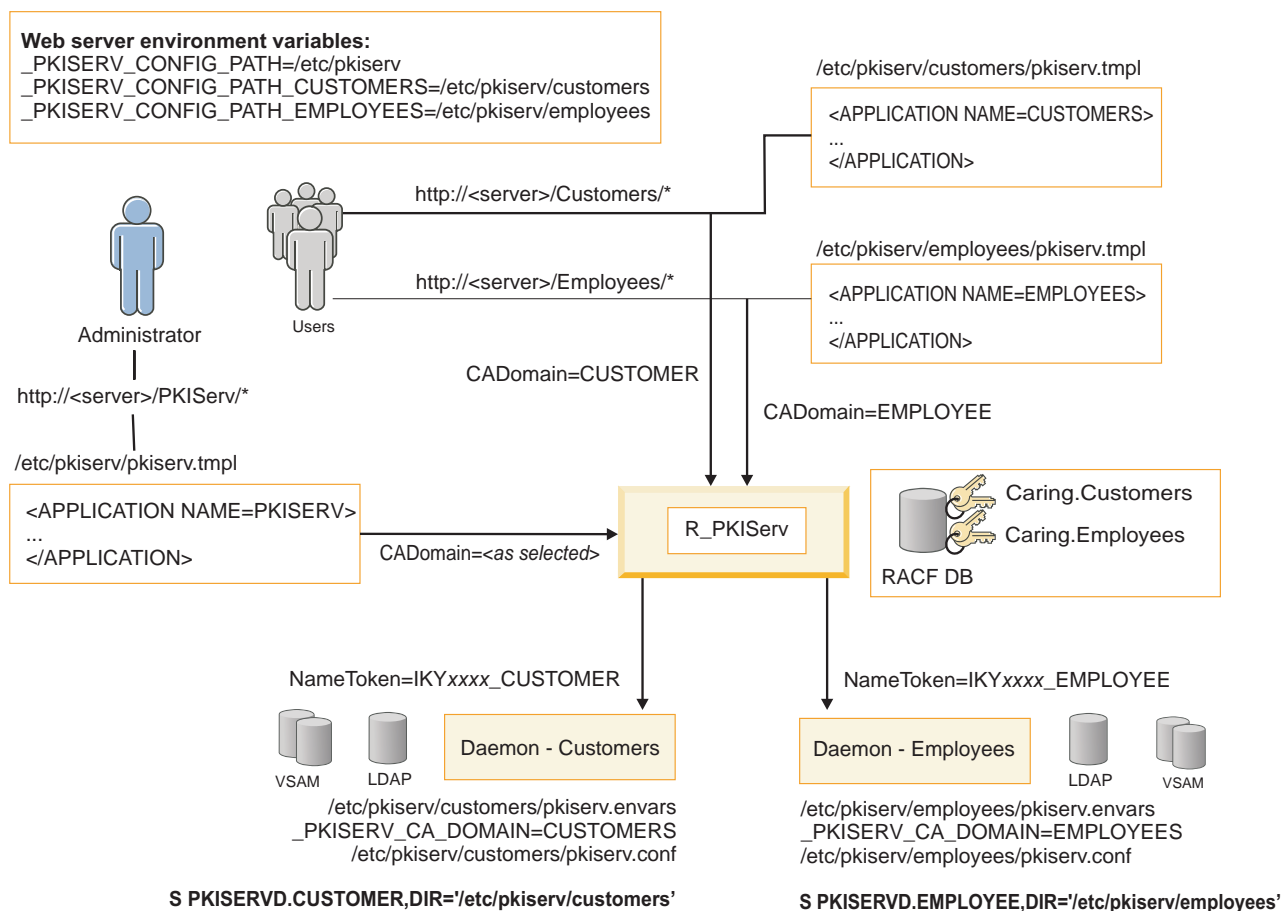 Web server environment variables:
_PKISERV_CONFIG_PATH=/etc/pkiserv
_PKISERV_CONFIG_PATH_CUSTOMERS=/etc/pkiserv/customers
_PKISERV_CONFIG_PATH_EMPLOYEES=/etc/pkiserv/employees
/etc/pkiserv/customers/pkiserv.tmpl
<APPLICATION NAME=CUSTOMERS>
...
</APPLICATION>
http://<server>/Customers/*
/etc/pkiserv/employees/pkiserv.tmpl
<APPLICATION NAME=EMPLOYEES>
...
</APPLICATION>
http://<server>/Employees/*
Users
Administrator
http://<server>/PKIServ/*
/etc/pkiserv/pkiserv.tmpl
<APPLICATION NAME=PKISERV>
...
</APPLICATION>
CADomain=CUSTOMER
CADomain=EMPLOYEE
CADomain=<as selected>
R_PKIServ
Caring.Customers
Caring.Employees
RACF DB
NameToken=IKYxxxx_CUSTOMER
NameToken=IKYxxxx_EMPLOYEE
VSAM
LDAP
Daemon - Customers
Daemon - Employees
LDAP
VSAM
/etc/pkiserv/customers/pkiserv.envars
_PKISERV_CA_DOMAIN=CUSTOMERS
/etc/pkiserv/customers/pkiserv.conf
/etc/pkiserv/employees/pkiserv.envars
_PKISERV_CA_DOMAIN=EMPLOYEES
/etc/pkiserv/employees/pkiserv.conf
S PKISERVD.CUSTOMER,DIR='/etc/pkiserv/customers’
S PKISERVD.EMPLOYEE,DIR='/etc/pkiserv/employees’